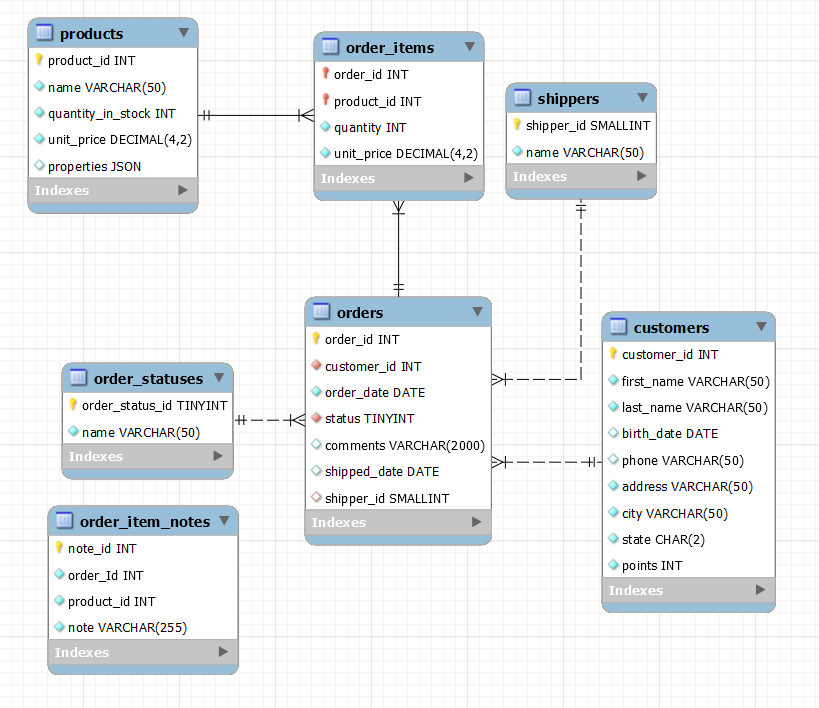 products
product_id INT
name VARCHAR(50)
quantity_in_stock INT
unit_price DECIMAL(4,2)
properties JSON
Indexes
order_items
order_id INT
product_id INT
quantity INT
unit_price DECIMAL(4,2)
Indexes
shippers
shipper_id SMALLINT
name VARCHAR(50)
Indexes
orders
order_id INT
customer_id INT
order_date DATE
status TINYINT
comments VARCHAR(2000)
shipped_date DATE
shipper_id SMALLINT
Indexes
customers
customer_id INT
first_name VARCHAR(50)
last_name VARCHAR(50)
birth_date DATE
phone VARCHAR(50)
address VARCHAR(50)
city VARCHAR(50)
state CHAR(2)
points INT
Indexes
order_statuses
order_status_id TINYINT
name VARCHAR(50)
Indexes
order_item_notes
note_id INT
order_Id INT
product_id INT
note VARCHAR(255)
Indexes